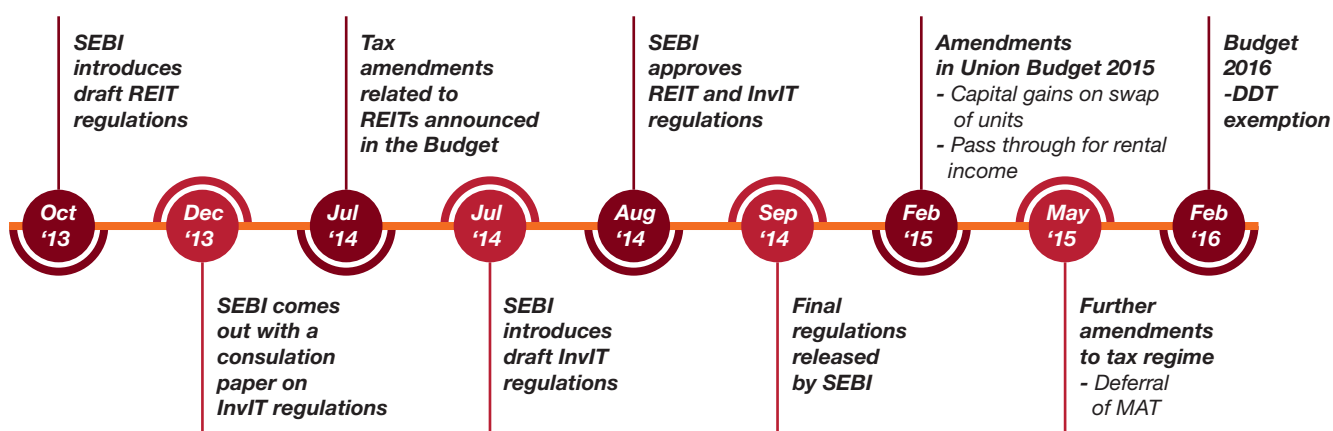 SEBI
introduces
draft REIT
regulations
Tax
amendments
related to
REITs announced
in the Budget
SEBI
approves
REIT and InvIT
regulations
Amendments
in Union Budget 2015
- Capital gains on swap
of units
- Pass through for rental
income
Budget
2016
-DDT
exemption
Oct
‘13
Dec
‘13
Jul
‘14
Jul
‘14
Aug
‘14
Sep
‘14
Feb
‘15
May
‘15
Feb
‘16
SEBI comes
out with a
consulation
paper on
InvIT regulations
SEBI
introduces
draft InvIT
regulations
Final
regulations
released
by SEBI
Further
amendments
to tax regime
- Deferral
of MAT